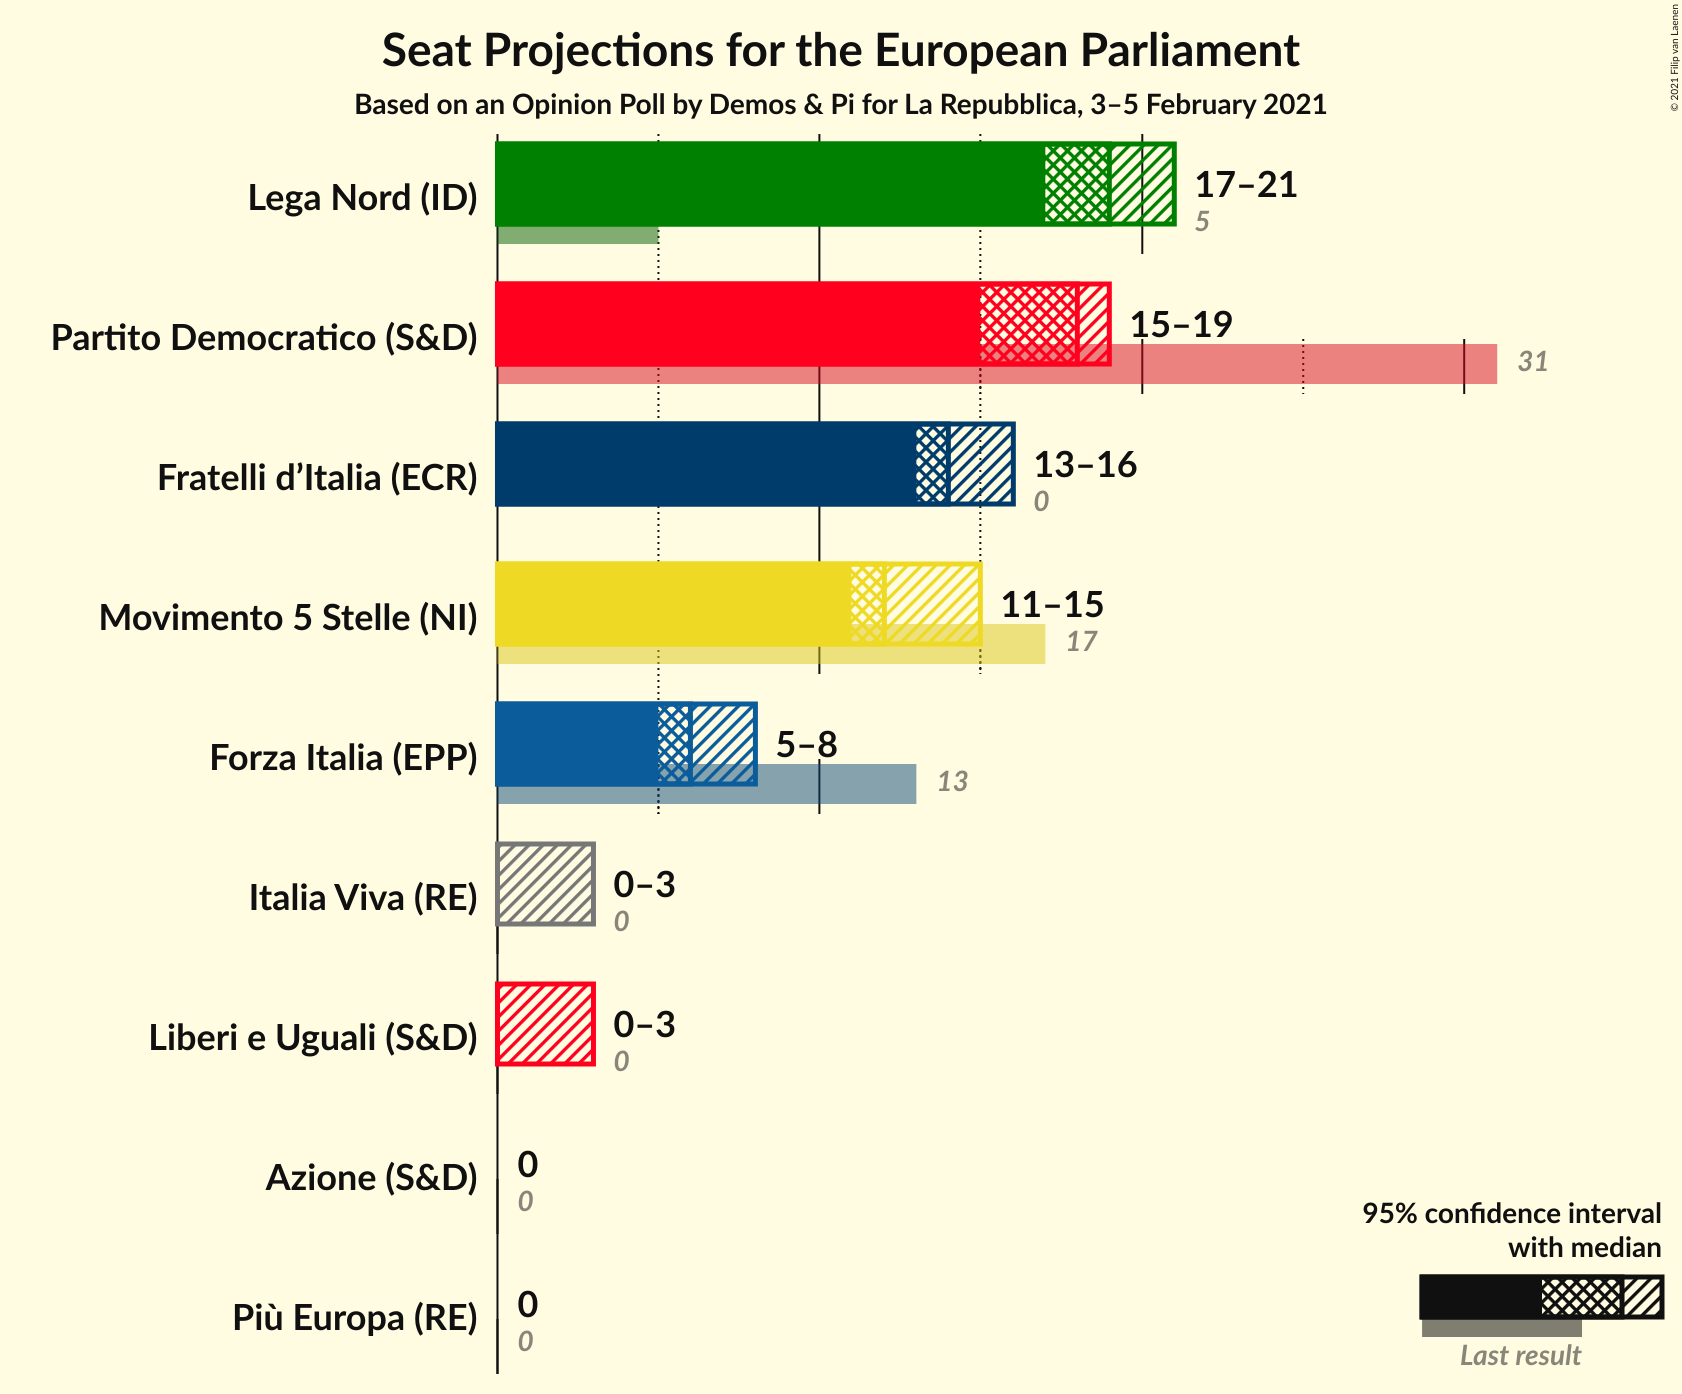 Seat Projections for the European Parliament
Based on an Opinion Poll by Demos & Pi for La Repubblica, 3–5 February 2021
© 2021 Filip van Laenen
Lega Nord (ID)
17–21
5
Partito Democratico (S&D)
15–19
31
Fratelli d’Italia (ECR)
13–16
0
Movimento 5 Stelle (NI)
11–15
17
Forza Italia (EPP)
5–8
13
Italia Viva (RE)
0–3
0
Liberi e Uguali (S&D)
0–3
0
Azione (S&D)
0
0
Più Europa (RE)
0
0
95% confidence interval
with median
Last result